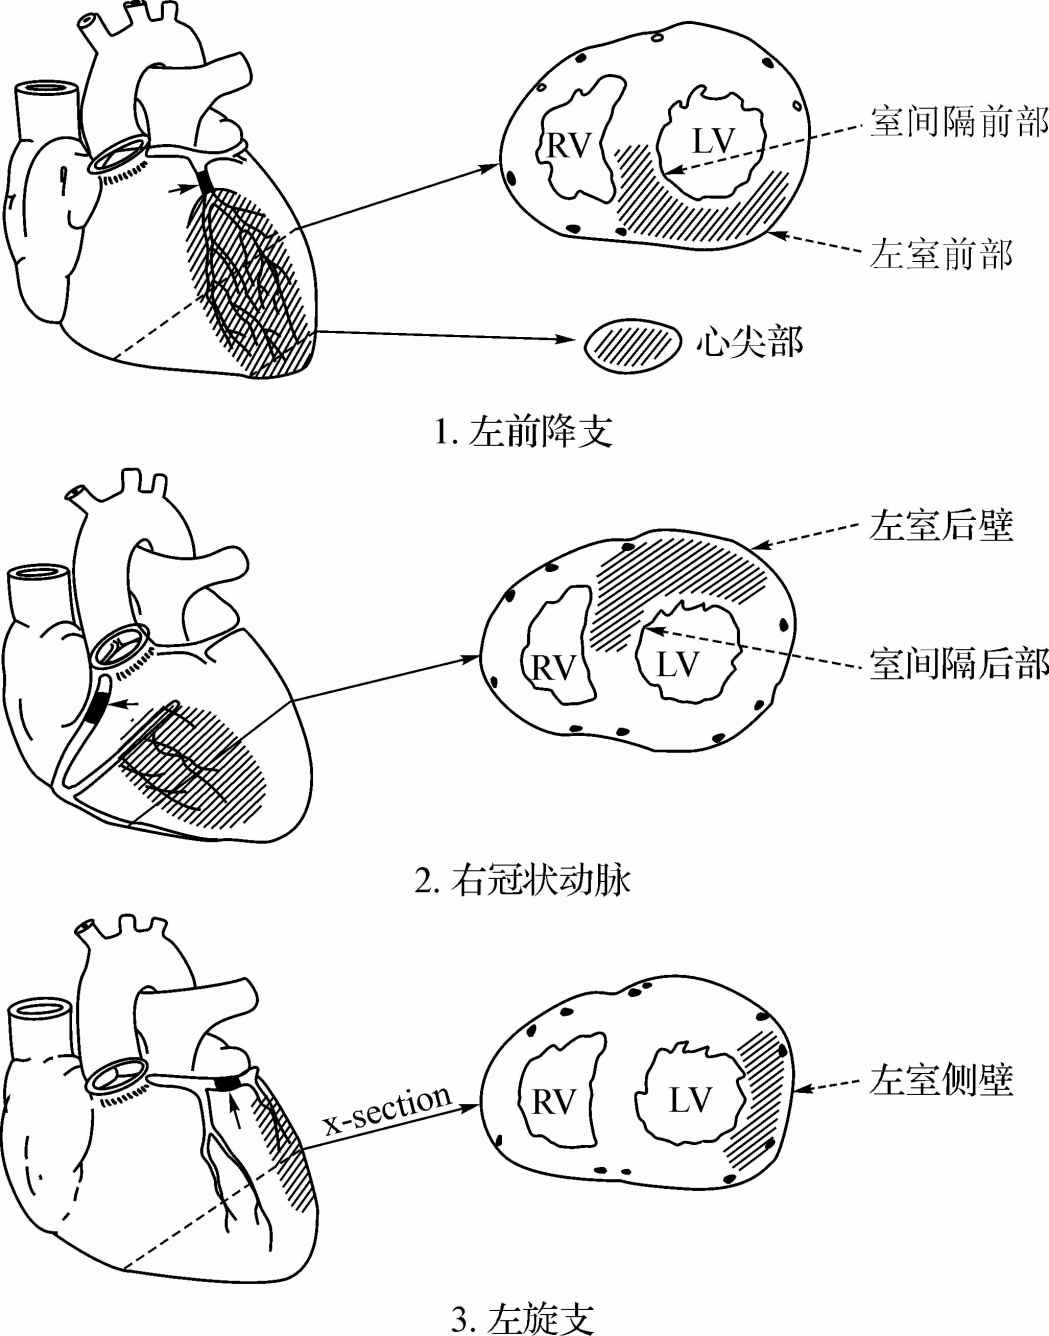 RV
LV
室间隔前部
左室前部
心尖部
1. 左前降支
左室后壁
RV
LV
室间隔后部
2. 右冠状动脉
x-section
RV
LV
左室侧壁
3. 左旋支